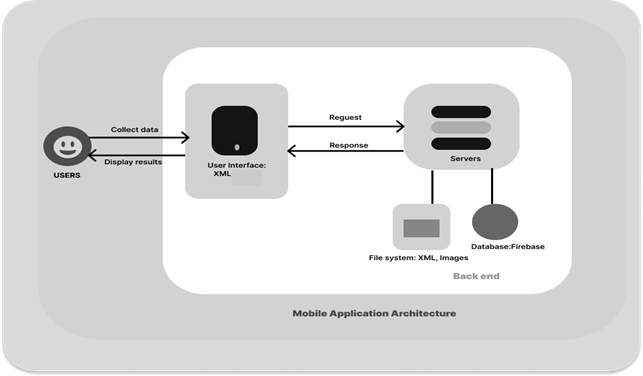 Collect data
Display results
USERS
User Interface:
XML
Reguest
Response
Servers
File system: XML, Images
Database:Firebase
Back end
Mobile Application Architecture